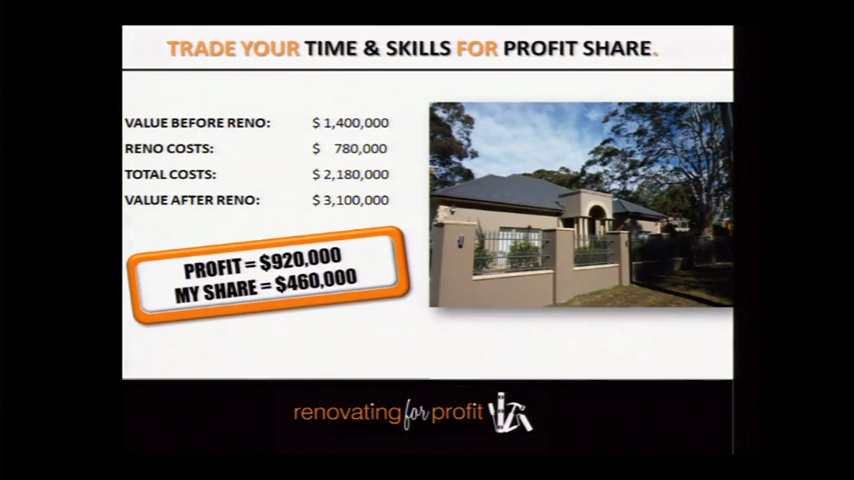 TRADE YOUR TIME & SKILLS FOR PROFIT SHARE.
VALUE BEFORE RENO: $ 1,400,000
RENO COSTS: $ 780,000
TOTAL COSTS: $ 2,180,000
VALUE AFTER RENO: $ 3,100,000
PROFIT = $920,000
MY SHARE = $460,000
renovating for profit